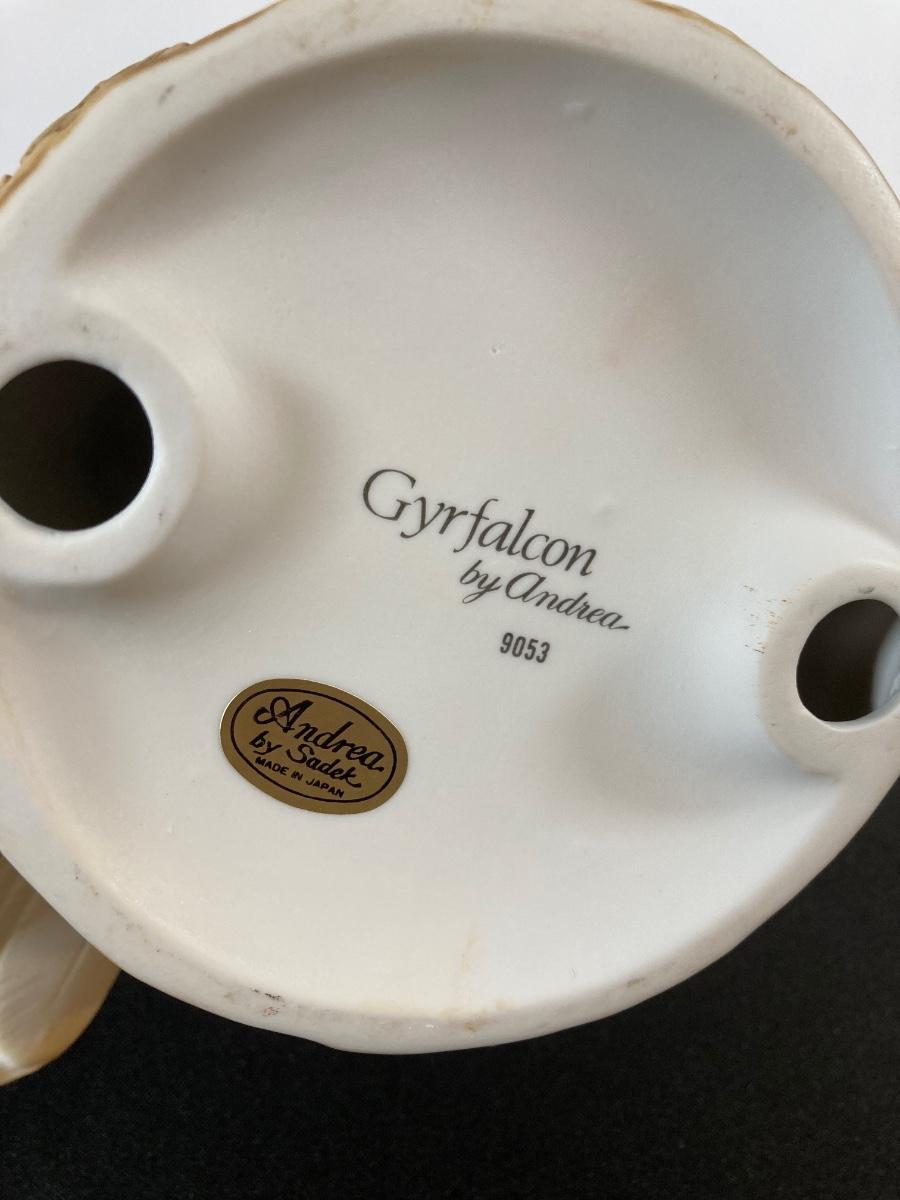 Gyrfalcon
by Andrea
9053
Andrea
by Sadek
MADE IN JAPAN